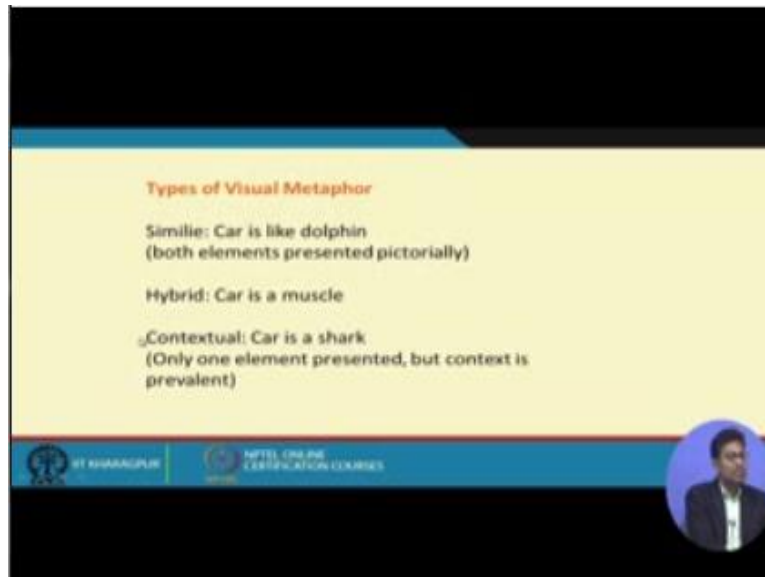 Types of Visual Metaphor
Similie: Car is like dolphin
(both elements presented pictorially)
Hybrid: Car is a muscle
Contextual: Car is a shark
(Only one element presented, but context is
prevalent)
IIT KHARAGPUR
NPTEL ONLINE
CERTIFICATION COURSES